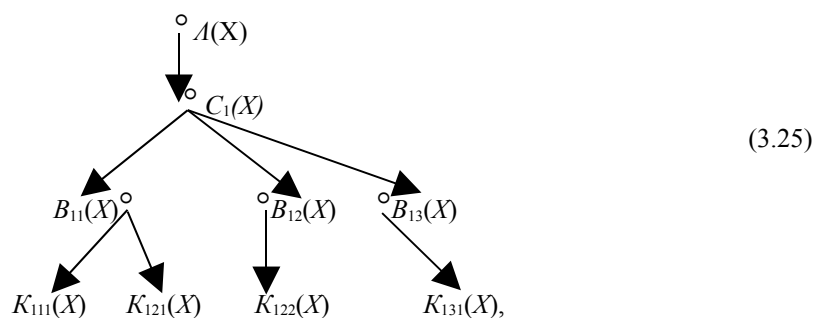 Λ(X)
C₁(X)
(3.25)
B₁₁(X) B₁₂(X) B₁₃(X)
K₁₁₁(X) K₁₂₁(X) K₁₂₂(X) K₁₃₁(X),